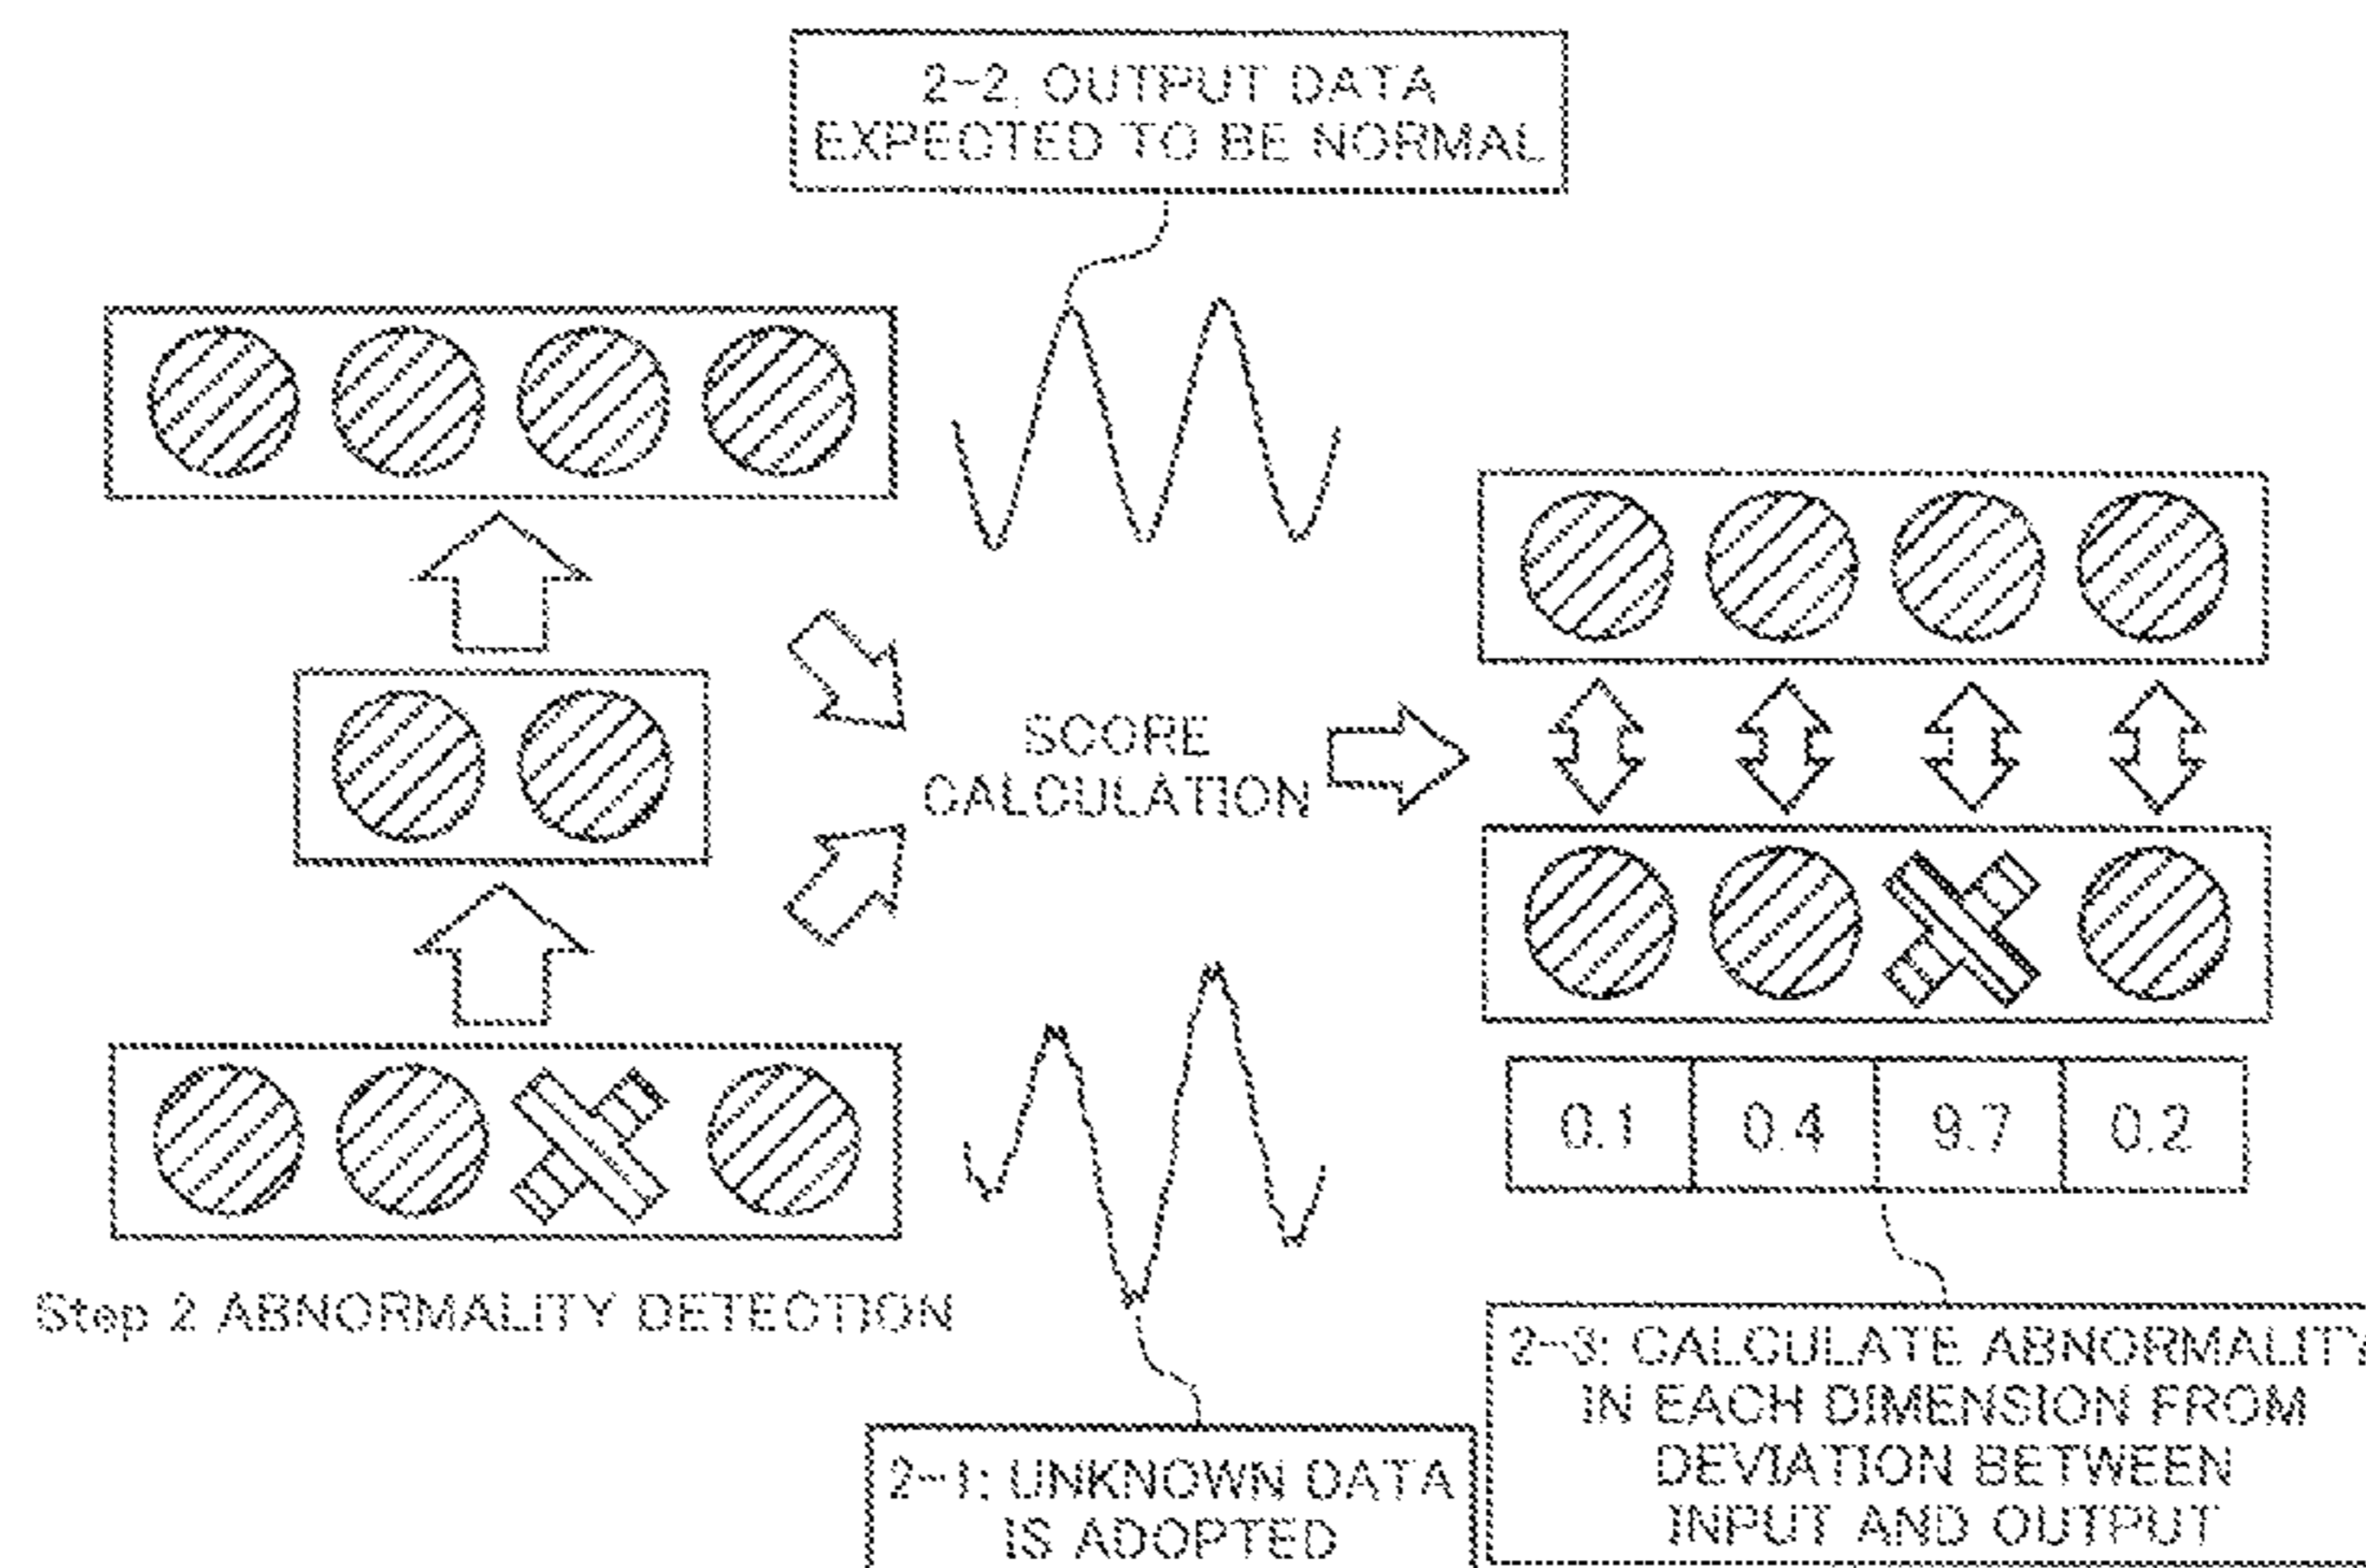 2-2: OUTPUT DATA
EXPECTED TO BE NORMAL
SCORE
CALCULATION
0.1 0.4 9.7 0.2
Step 2 ABNORMALITY DETECTION
2-1: UNKNOWN DATA
IS ADOPTED
2-3: CALCULATE ABNORMALITY
IN EACH DIMENSION FROM
DEVIATION BETWEEN
INPUT AND OUTPUT